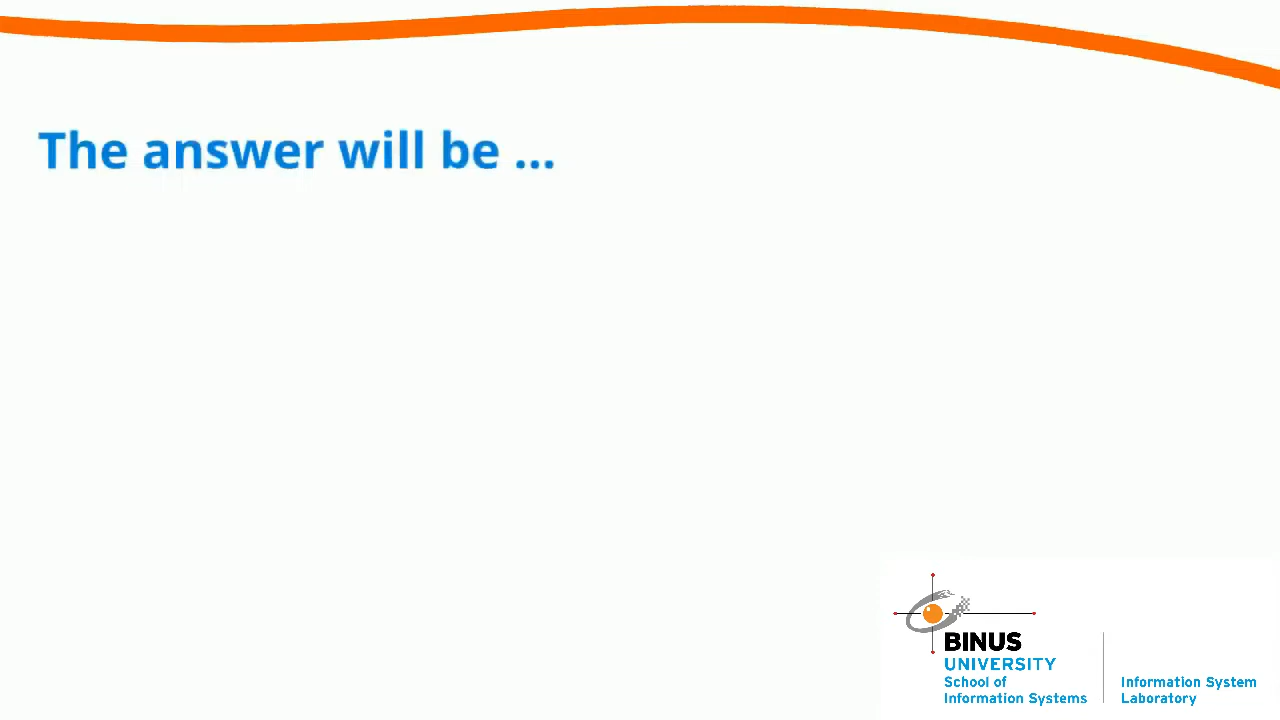 The answer will be ...
BINUS
UNIVERSITY
School of
Information Systems
Information System
Laboratory